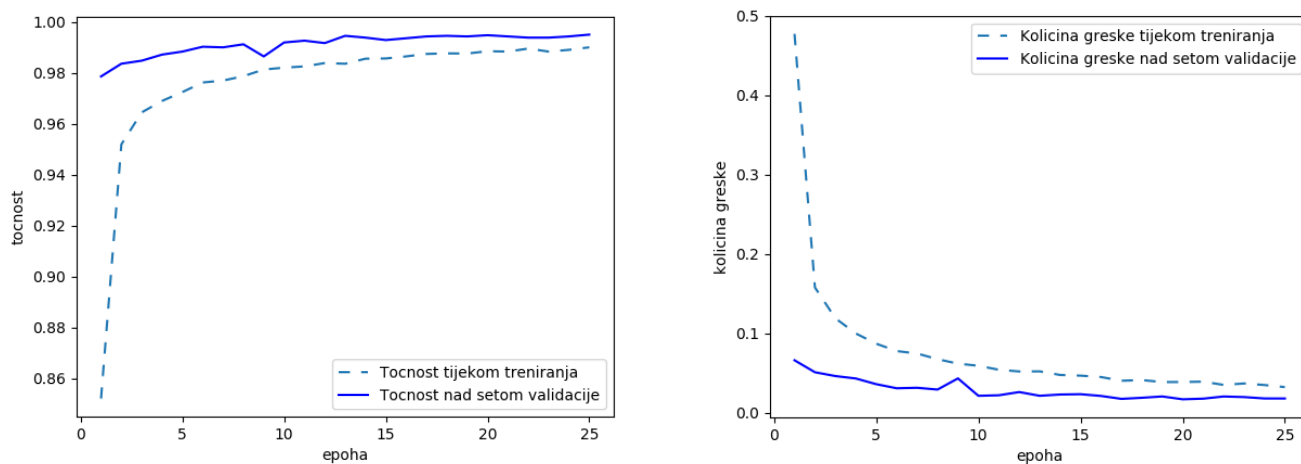 1.00
0.98
0.96
0.94
0.92
0.90
0.88
0.86
tocnost
Tocnost tijekom treniranja
Tocnost nad setom validacije
0 5 10 15 20 25
epoha
0.5
0.4
0.3
0.2
0.1
0.0
kolicina greske
Kolicina greske tijekom treniranja
Kolicina greske nad setom validacije
0 5 10 15 20 25
epoha